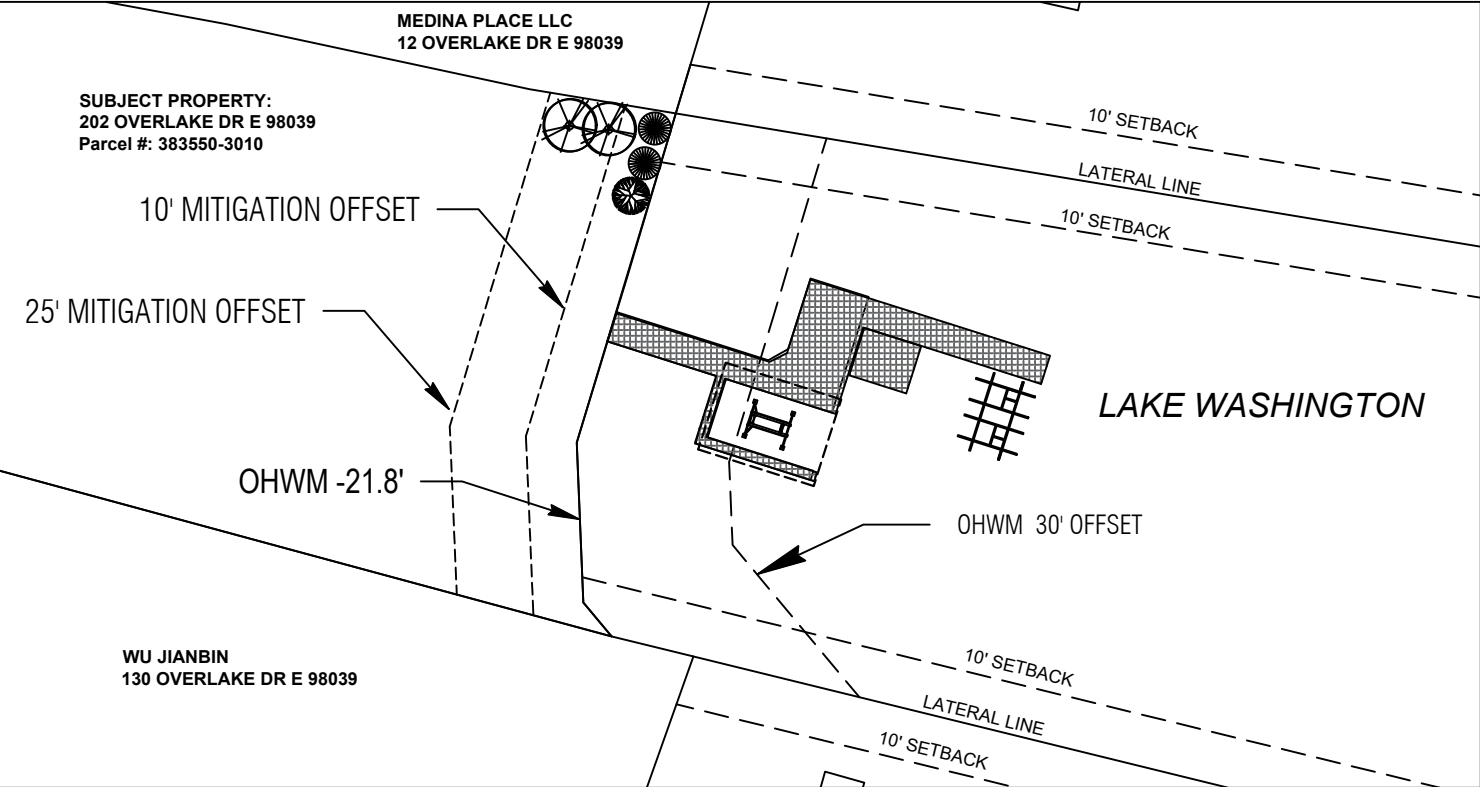 MEDINA PLACE LLC
12 OVERLAKE DR E 98039
SUBJECT PROPERTY:
202 OVERLAKE DR E 98039
Parcel #: 383550-3010
10' SETBACK
LATERAL LINE
10' SETBACK
10' MITIGATION OFFSET
25' MITIGATION OFFSET
LAKE WASHINGTON
OHWM -21.8'
OHWM 30' OFFSET
WU JIANBIN
130 OVERLAKE DR E 98039
10' SETBACK
LATERAL LINE
10' SETBACK